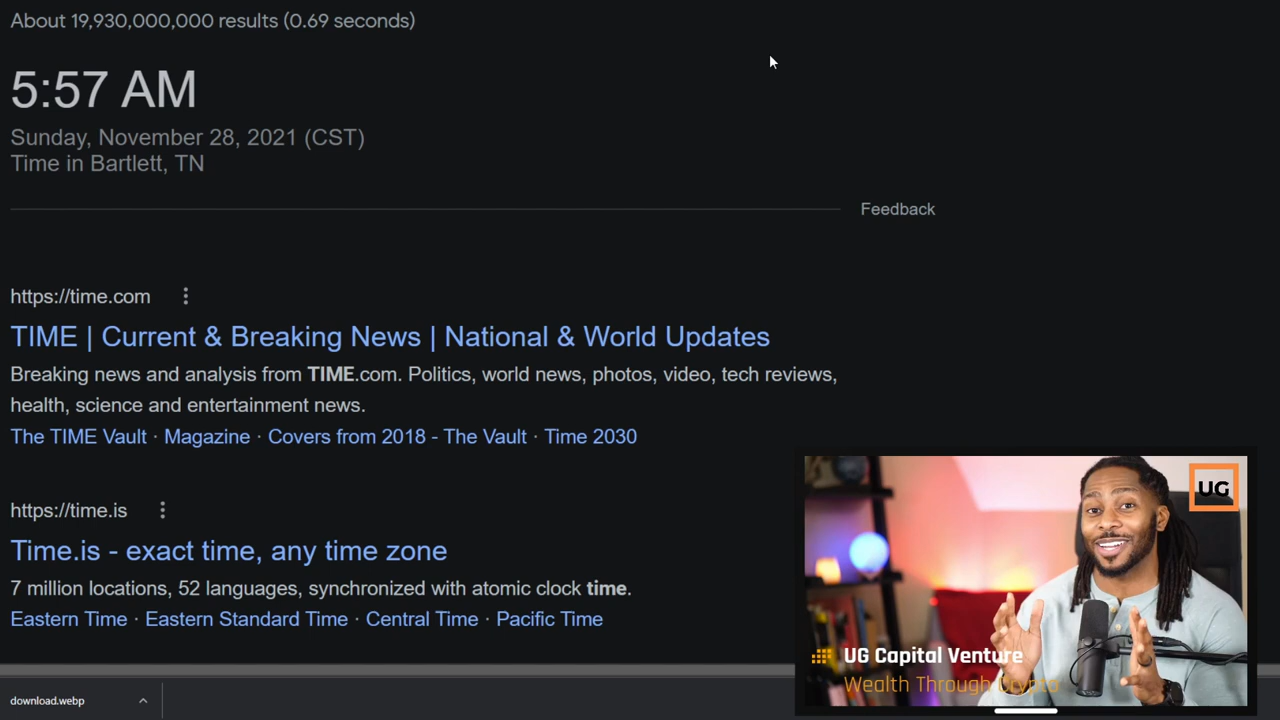 About 19,930,000,000 results (0.69 seconds)
5:57 AM
Sunday, November 28, 2021 (CST)
Time in Bartlett, TN
Feedback
https://time.com
TIME | Current & Breaking News | National & World Updates
Breaking news and analysis from TIME.com. Politics, world news, photos, video, tech reviews,
health, science and entertainment news.
The TIME Vault · Magazine · Covers from 2018 - The Vault · Time 2030
https://time.is
Time.is - exact time, any time zone
7 million locations, 52 languages, synchronized with atomic clock time.
Eastern Time · Eastern Standard Time · Central Time · Pacific Time
UG
UG Capital Venture
Wealth Through Crypto
download.webp